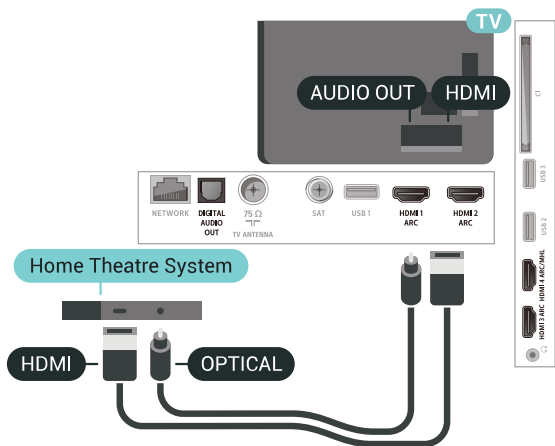 TV
AUDIO OUT
HDMI
CI
USB 3
USB 2
HDMI 4 ARC/MHL
HDMI 3 ARC
NETWORK
DIGITAL
AUDIO
OUT
75 Ω
TV ANTENNA
SAT
USB 1
HDMI 1
ARC
HDMI 2
ARC
Home Theatre System
HDMI
OPTICAL